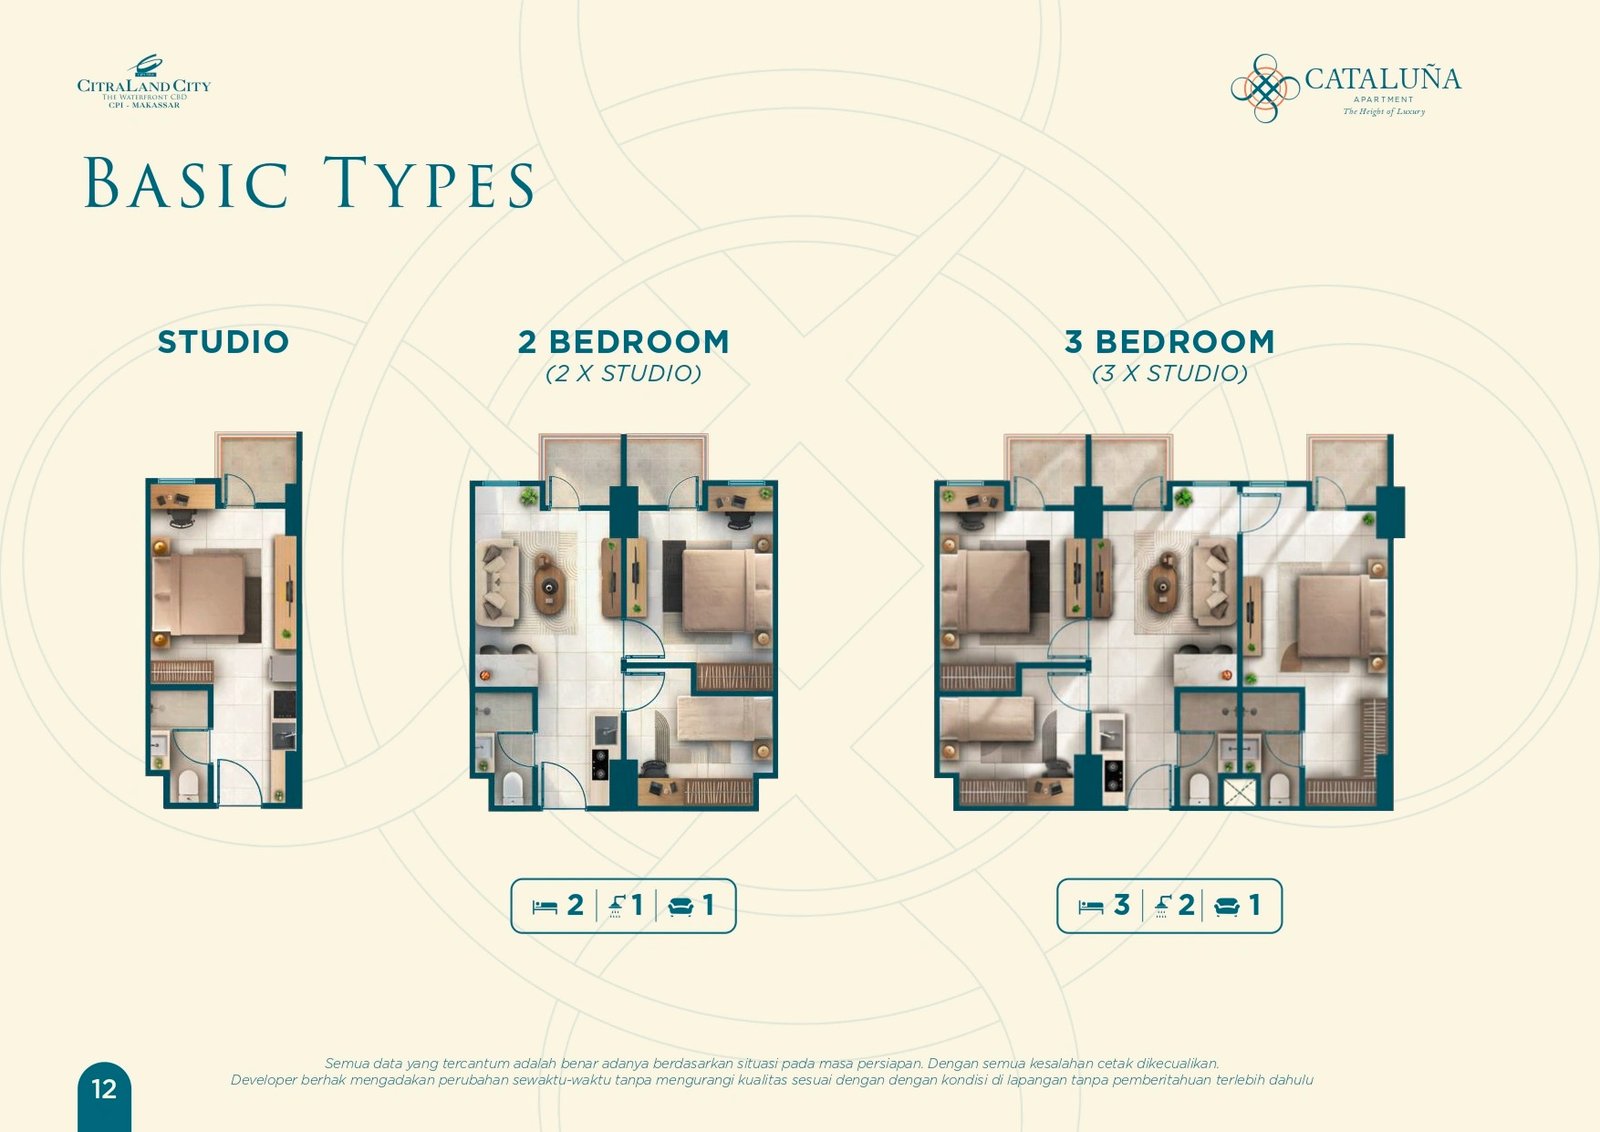 CITRALAND CITY
THE WATERFRONT CBD
CPI - MAKASSAR
CATALUÑA
APARTMENT
The Height of Luxury
BASIC TYPES
STUDIO
2 BEDROOM
(2 X STUDIO)
3 BEDROOM
(3 X STUDIO)
2 1 1
3 2 1
Semua data yang tercantum adalah benar adanya berdasarkan situasi pada masa persiapan. Dengan semua kesalahan cetak dikecualikan.
Developer berhak mengadakan perubahan sewaktu-waktu tanpa mengurangi kualitas sesuai dengan dengan kondisi di lapangan tanpa pemberitahuan terlebih dahulu
12